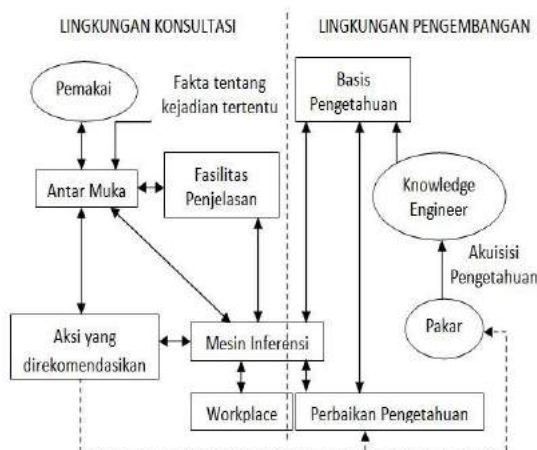 LINGKUNGAN KONSULTASI
LINGKUNGAN PENGEMBANGAN
Pemakai
Fakta tentang
kejadian tertentu
Basis
Pengetahuan
Antar Muka
Fasilitas
Penjelasan
Knowledge
Engineer
Akuisisi
Pengetahuan
Aksi yang
direkomendasikan
Mesin Inferensi
Pakar
Workplace
Perbaikan Pengetahuan